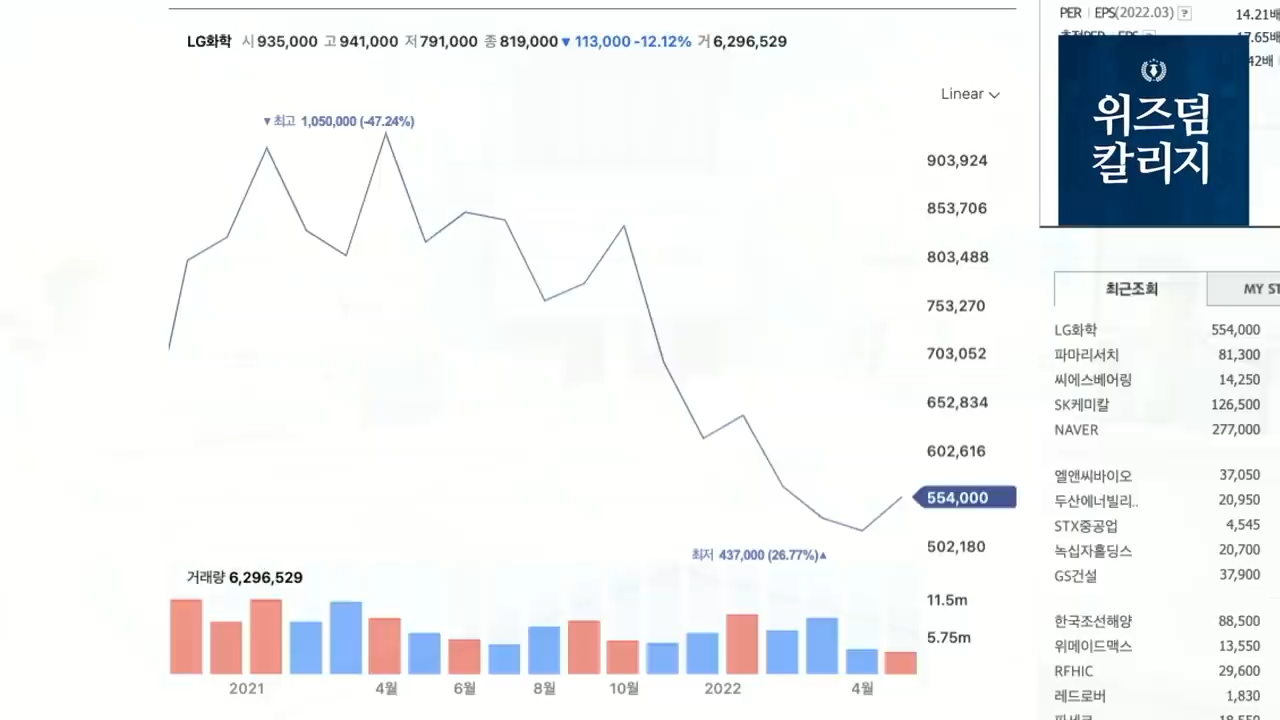 LG화학 시 935,000 고 941,000 저 791,000 종 819,000 ▼ 113,000 -12.12% 거 6,296,529
Linear
▼최고 1,050,000 (-47.24%)
903,924
853,706
803,488
753,270
703,052
652,834
602,616
554,000
502,180
최저 437,000 (26.77%)▲
거래량 6,296,529
11.5m
5.75m
2021 4월 6월 8월 10월 2022 4월
PER EPS(2022.03) ? 14.21배
위즈덤
칼리지
최근조회 MY ST
LG화학 554,000
파마리서치 81,300
씨에스베어링 14,250
SK케미칼 126,500
NAVER 277,000
엘앤씨바이오 37,050
두산에너빌리.. 20,950
STX중공업 4,545
녹십자홀딩스 20,700
GS건설 37,900
한국조선해양 88,500
위메이드맥스 13,550
RFHIC 29,600
레드로버 1,830